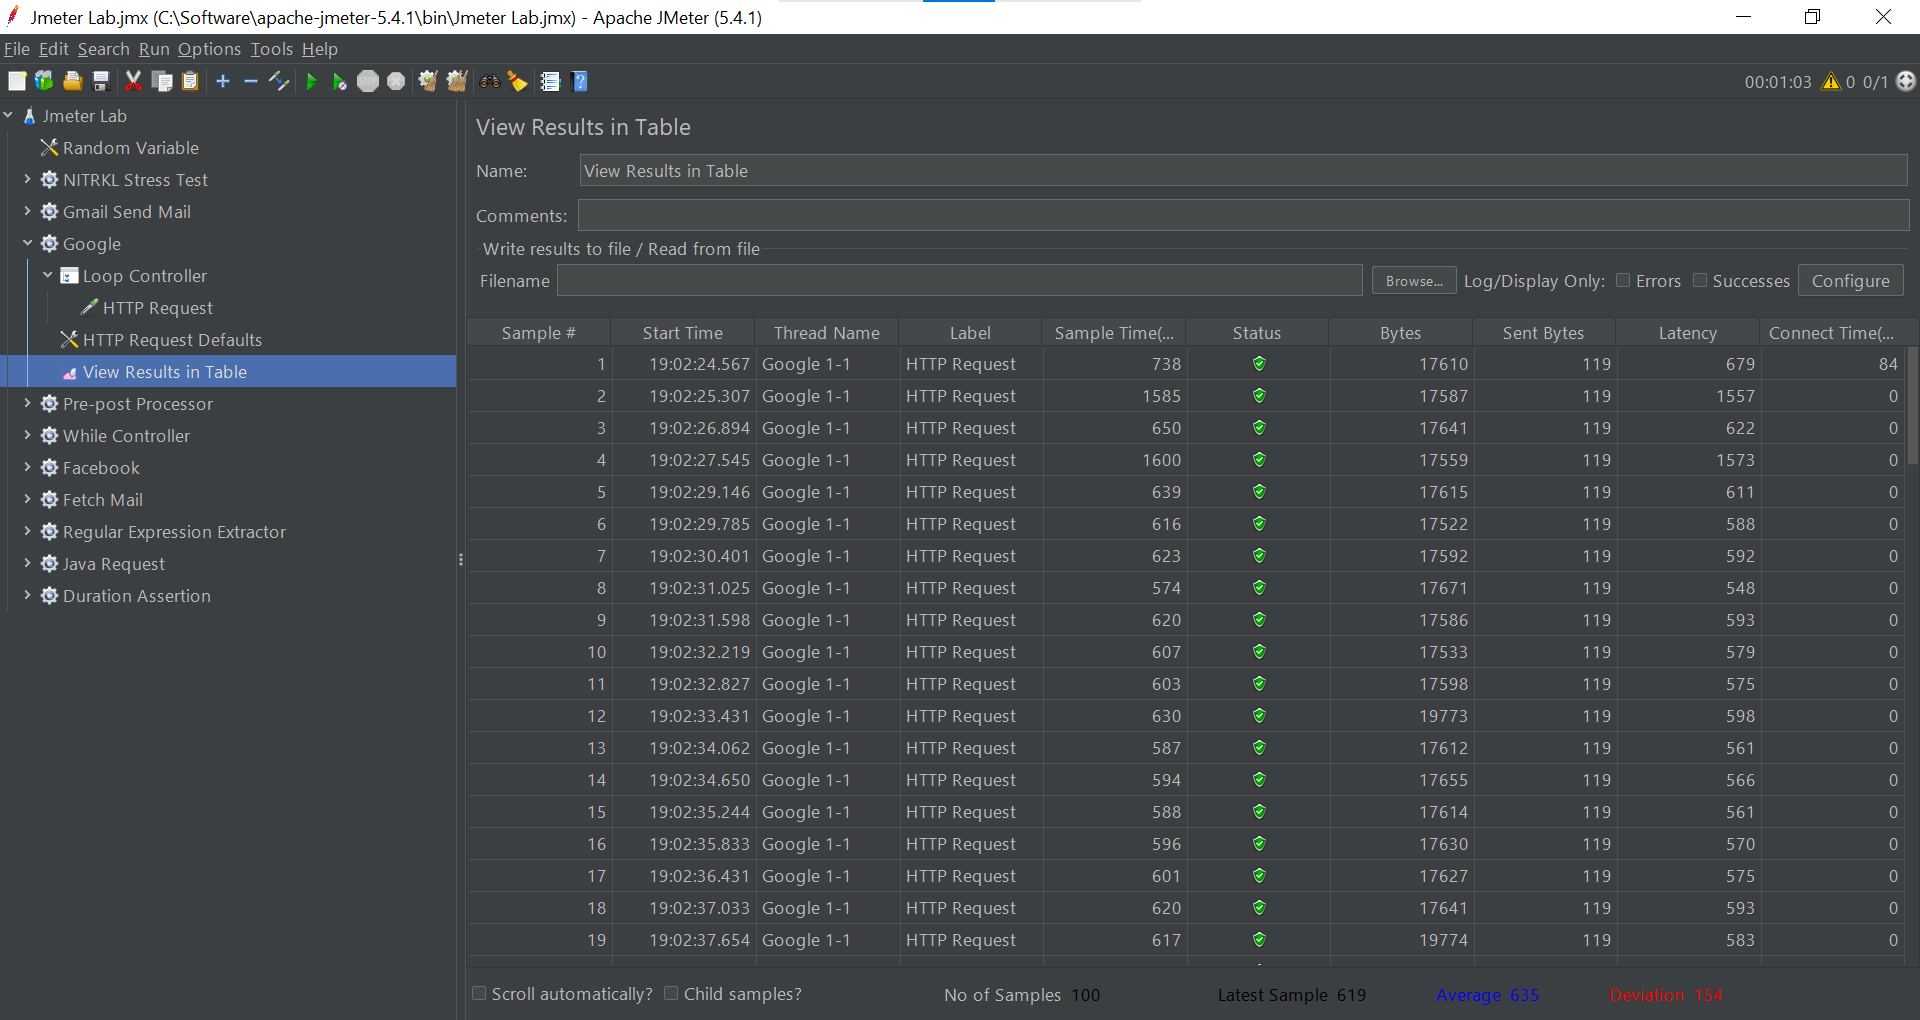 Jmeter Lab.jmx (C:\Software\apache-jmeter-5.4.1\bin\Jmeter Lab.jmx) - Apache JMeter (5.4.1)
File Edit Search Run Options Tools Help
00:01:03 0 0/1
Jmeter Lab
Random Variable
NITRKL Stress Test
Gmail Send Mail
Google
Loop Controller
HTTP Request
HTTP Request Defaults
View Results in Table
Pre-post Processor
While Controller
Facebook
Fetch Mail
Regular Expression Extractor
Java Request
Duration Assertion
View Results in Table
Name: View Results in Table
Comments:
Write results to file / Read from file
Filename Browse... Log/Display Only: Errors Successes Configure
Sample # Start Time Thread Name Label Sample Time(... Status Bytes Sent Bytes Latency Connect Time(...
1 19:02:24.567 Google 1-1 HTTP Request 738 17610 119 679 84
2 19:02:25.307 Google 1-1 HTTP Request 1585 17587 119 1557 0
3 19:02:26.894 Google 1-1 HTTP Request 650 17641 119 622 0
4 19:02:27.545 Google 1-1 HTTP Request 1600 17559 119 1573 0
5 19:02:29.146 Google 1-1 HTTP Request 639 17615 119 611 0
6 19:02:29.785 Google 1-1 HTTP Request 616 17522 119 588 0
7 19:02:30.401 Google 1-1 HTTP Request 623 17592 119 592 0
8 19:02:31.025 Google 1-1 HTTP Request 574 17671 119 548 0
9 19:02:31.598 Google 1-1 HTTP Request 620 17586 119 593 0
10 19:02:32.219 Google 1-1 HTTP Request 607 17533 119 579 0
11 19:02:32.827 Google 1-1 HTTP Request 603 17598 119 575 0
12 19:02:33.431 Google 1-1 HTTP Request 630 19773 119 598 0
13 19:02:34.062 Google 1-1 HTTP Request 587 17612 119 561 0
14 19:02:34.650 Google 1-1 HTTP Request 594 17655 119 566 0
15 19:02:35.244 Google 1-1 HTTP Request 588 17614 119 561 0
16 19:02:35.833 Google 1-1 HTTP Request 596 17630 119 570 0
17 19:02:36.431 Google 1-1 HTTP Request 601 17627 119 575 0
18 19:02:37.033 Google 1-1 HTTP Request 620 17641 119 593 0
19 19:02:37.654 Google 1-1 HTTP Request 617 19774 119 583 0
Scroll automatically? Child samples? No of Samples 100 Latest Sample 619 Average 635 Deviation 154